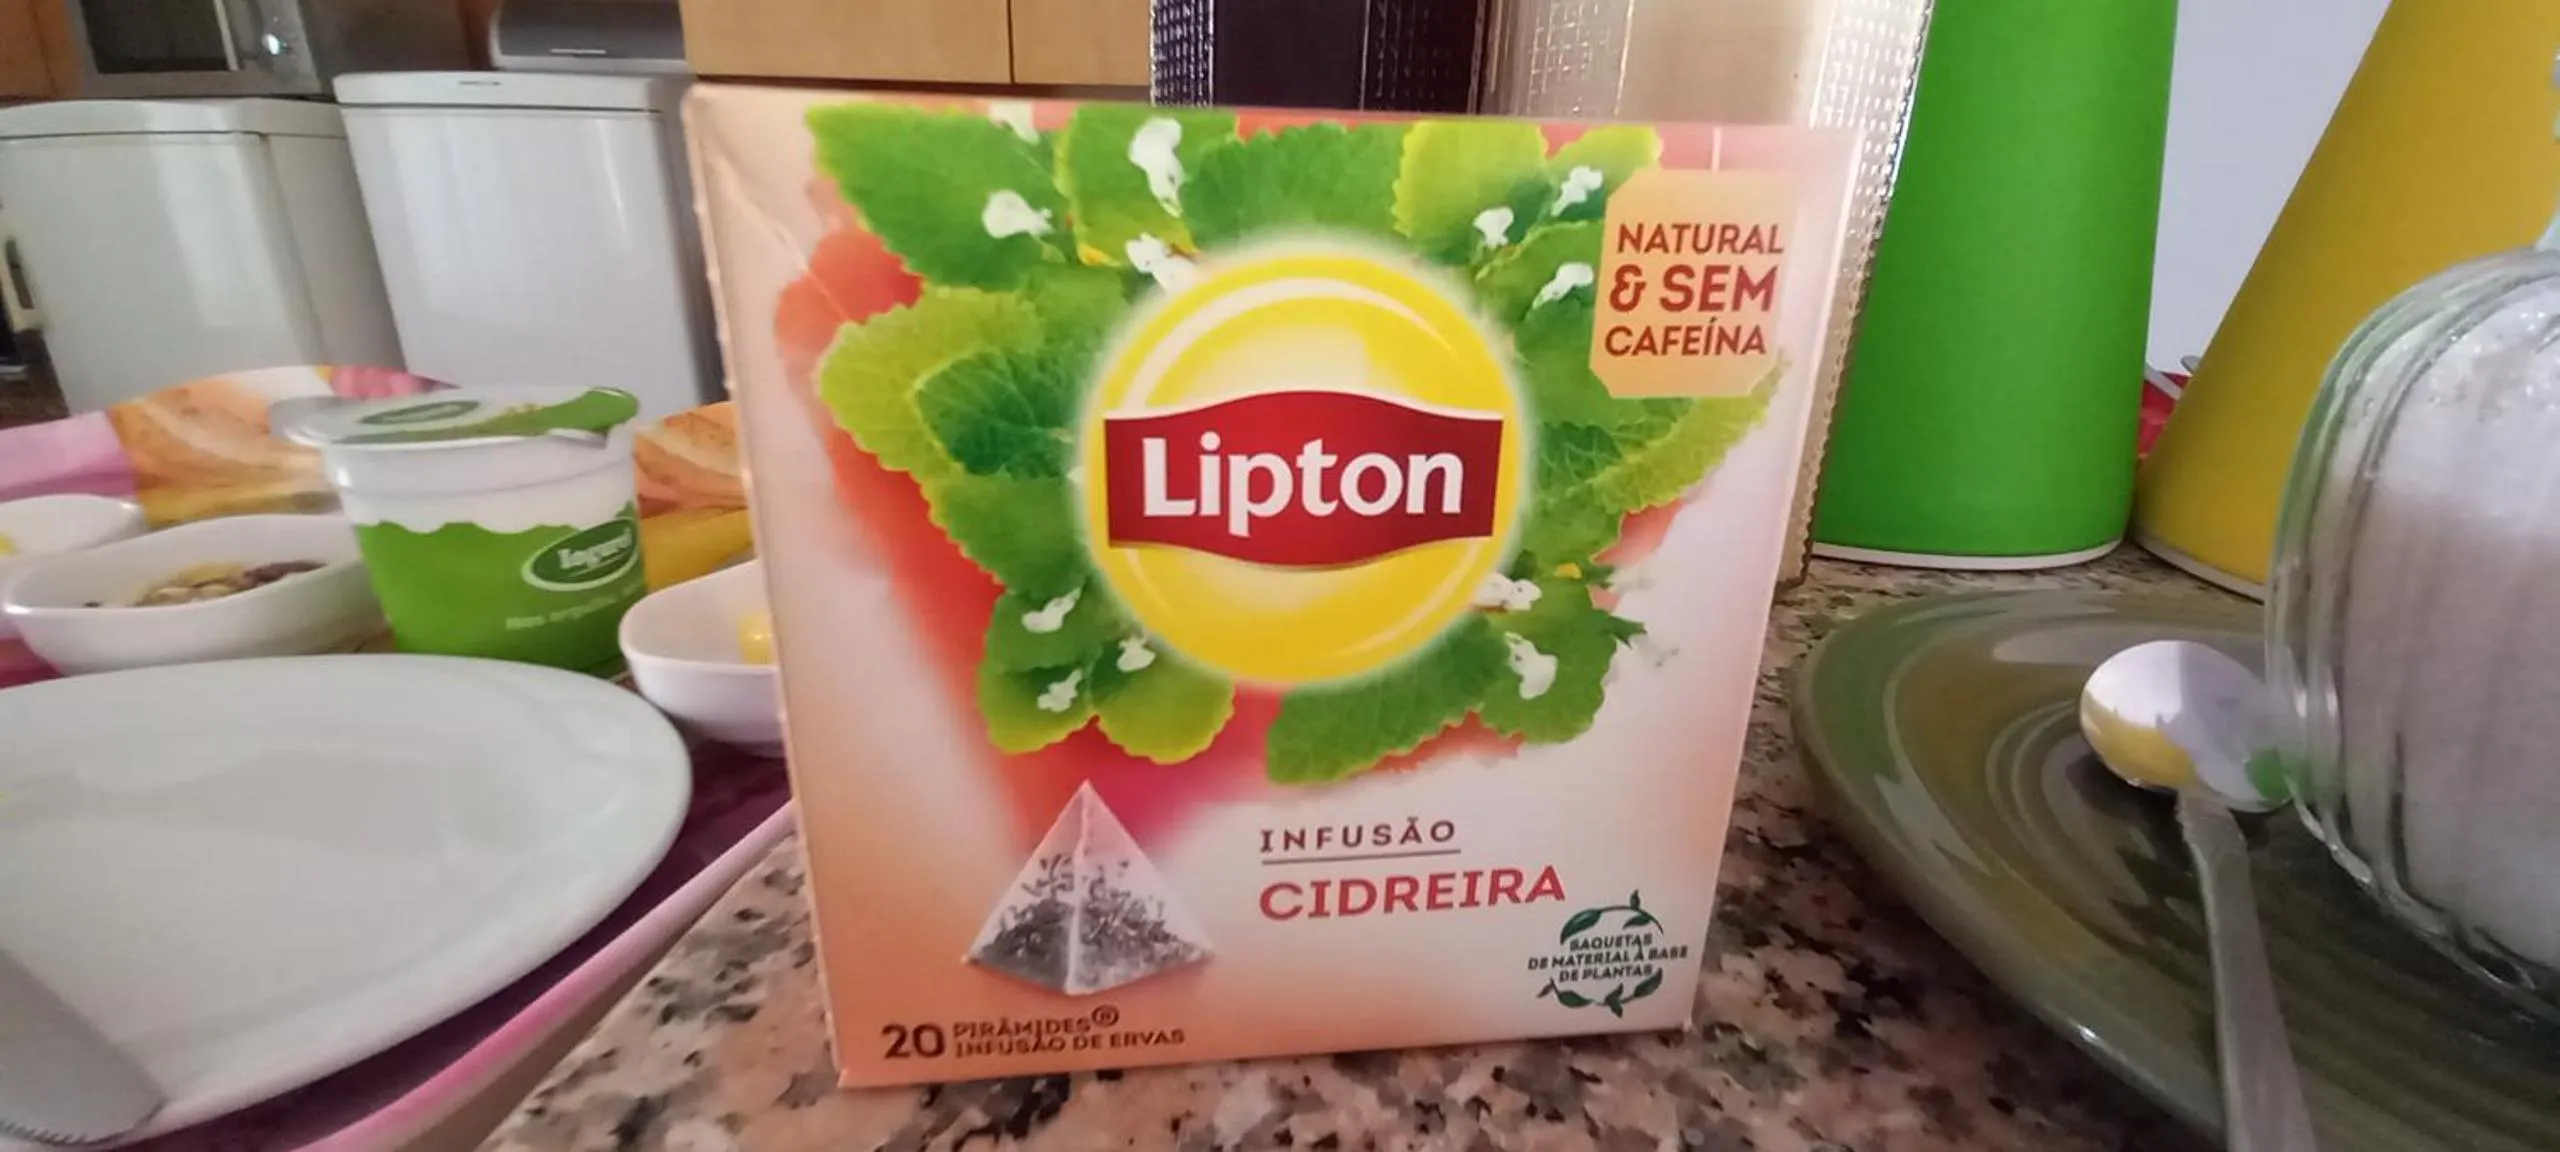 NATURAL
& SEM
CAFEÍNA
Lipton
INFUSÃO
CIDREIRA
SAQUETAS
DE MATERIAL À BASE
DE PLANTAS
20 PIRÂMIDES®
INFUSÃO DE ERVAS